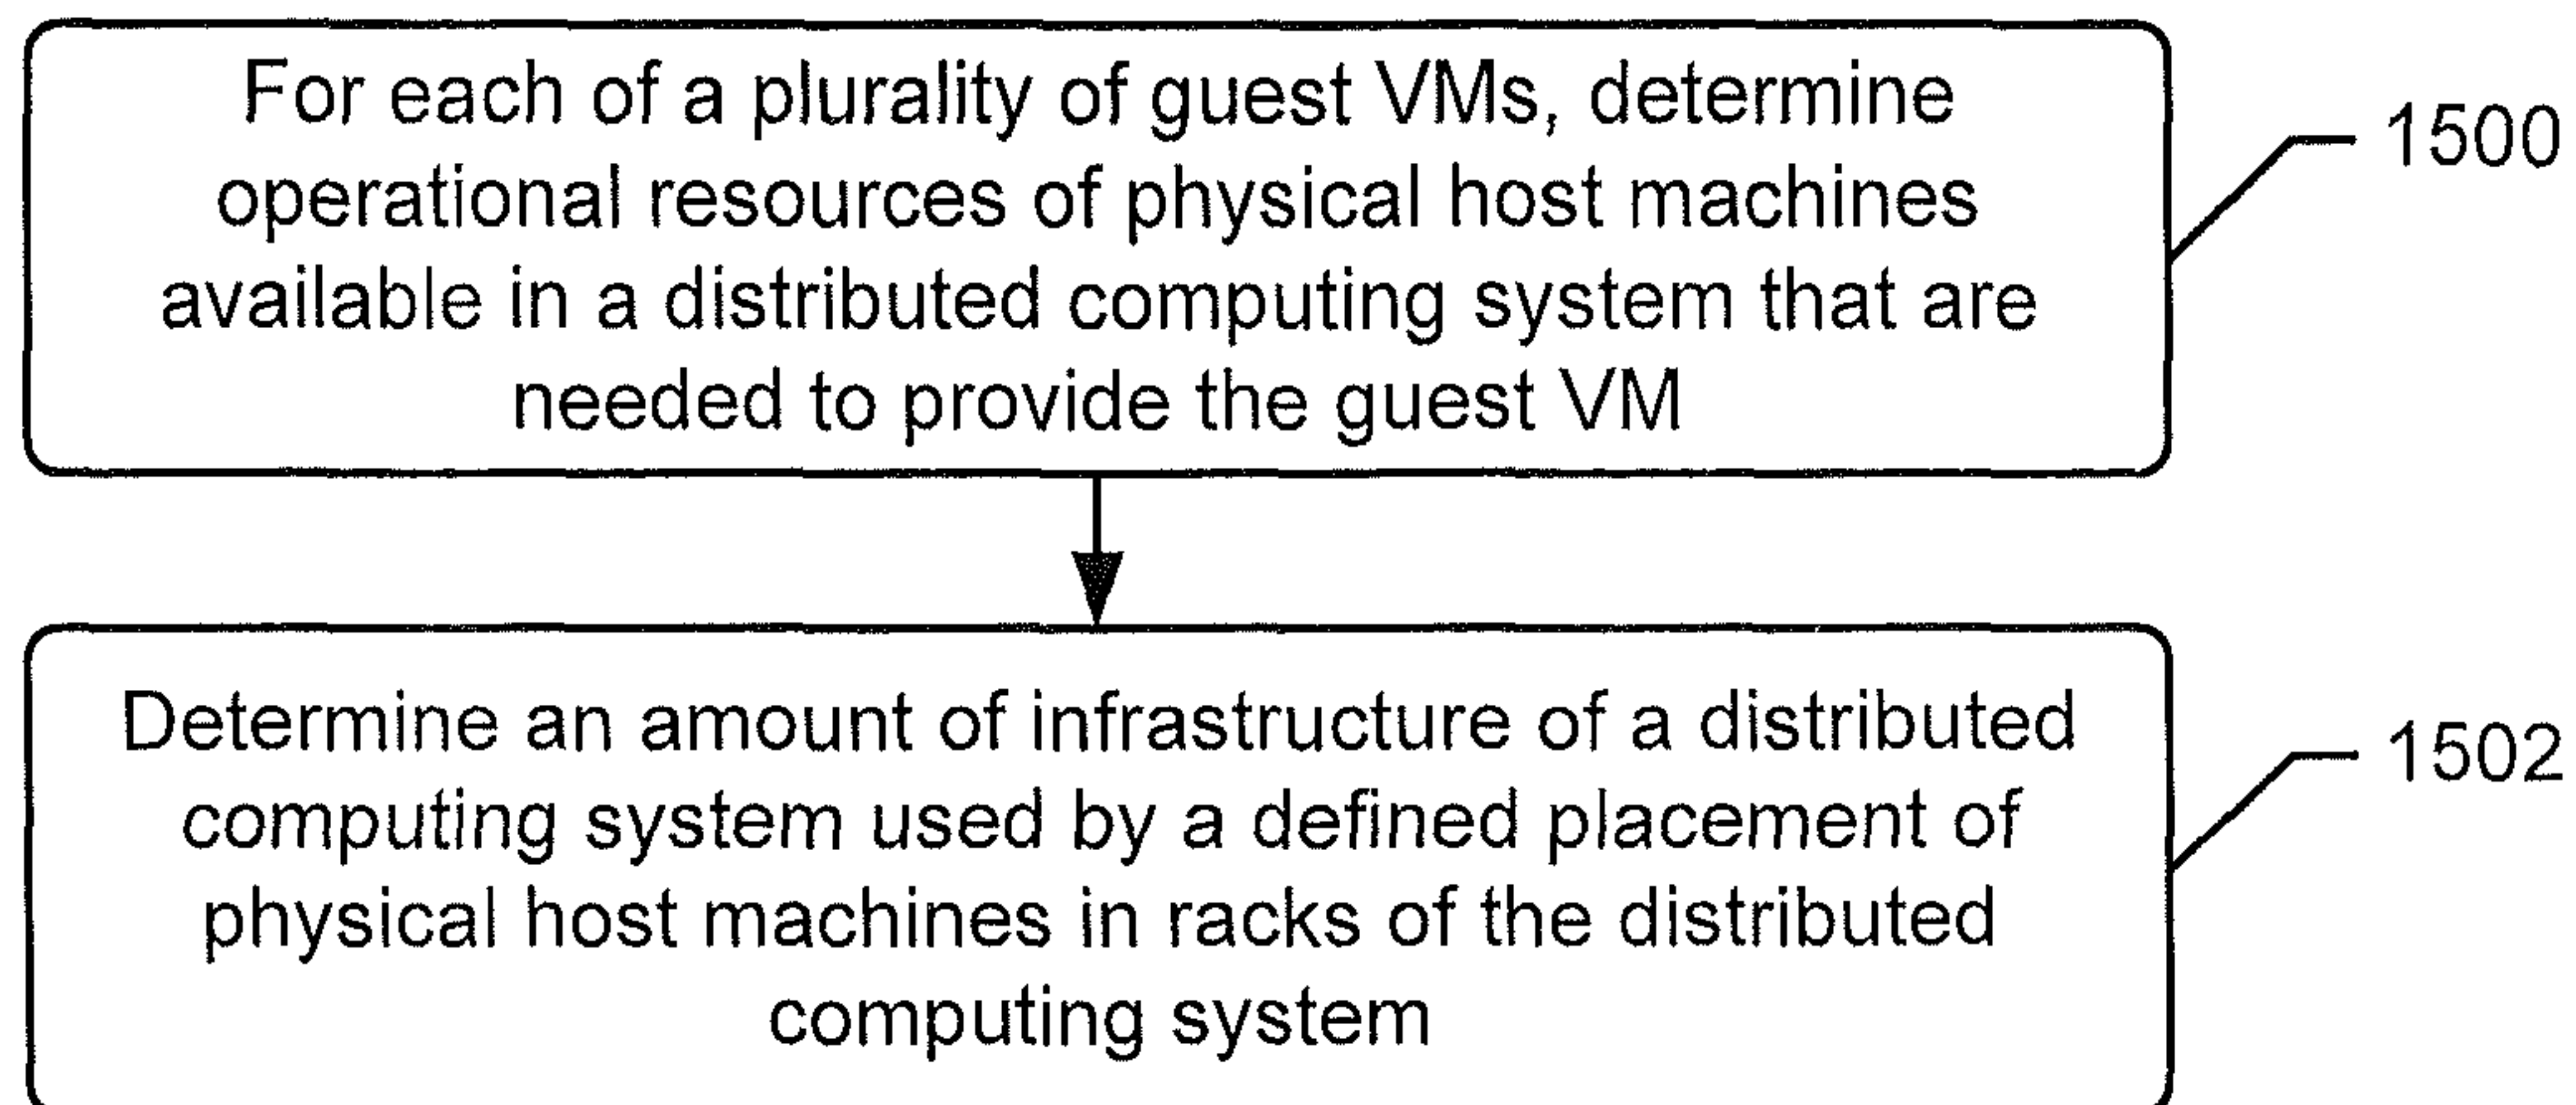 For each of a plurality of guest VMs, determine
operational resources of physical host machines
available in a distributed computing system that are
needed to provide the guest VM
1500
Determine an amount of infrastructure of a distributed
computing system used by a defined placement of
physical host machines in racks of the distributed
computing system
1502